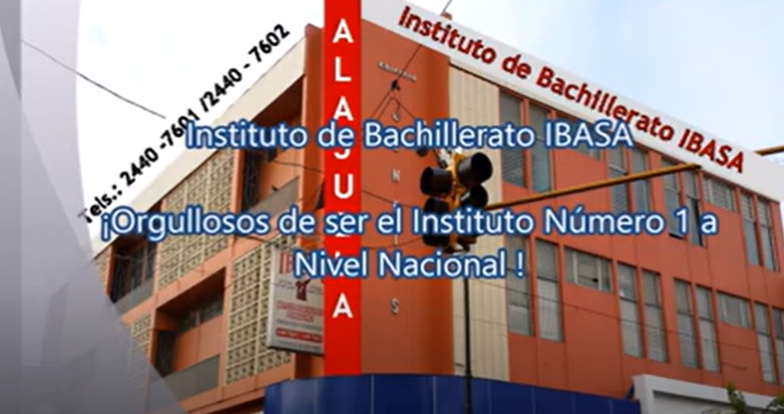 Instituto de Bachillerato IBASA
Tels.: 2440 -7601 /2440 - 7602
ALAJUELA
Instituto de Bachillerato IBASA
¡Orgullosos de ser el Instituto Número 1 a
Nivel Nacional !